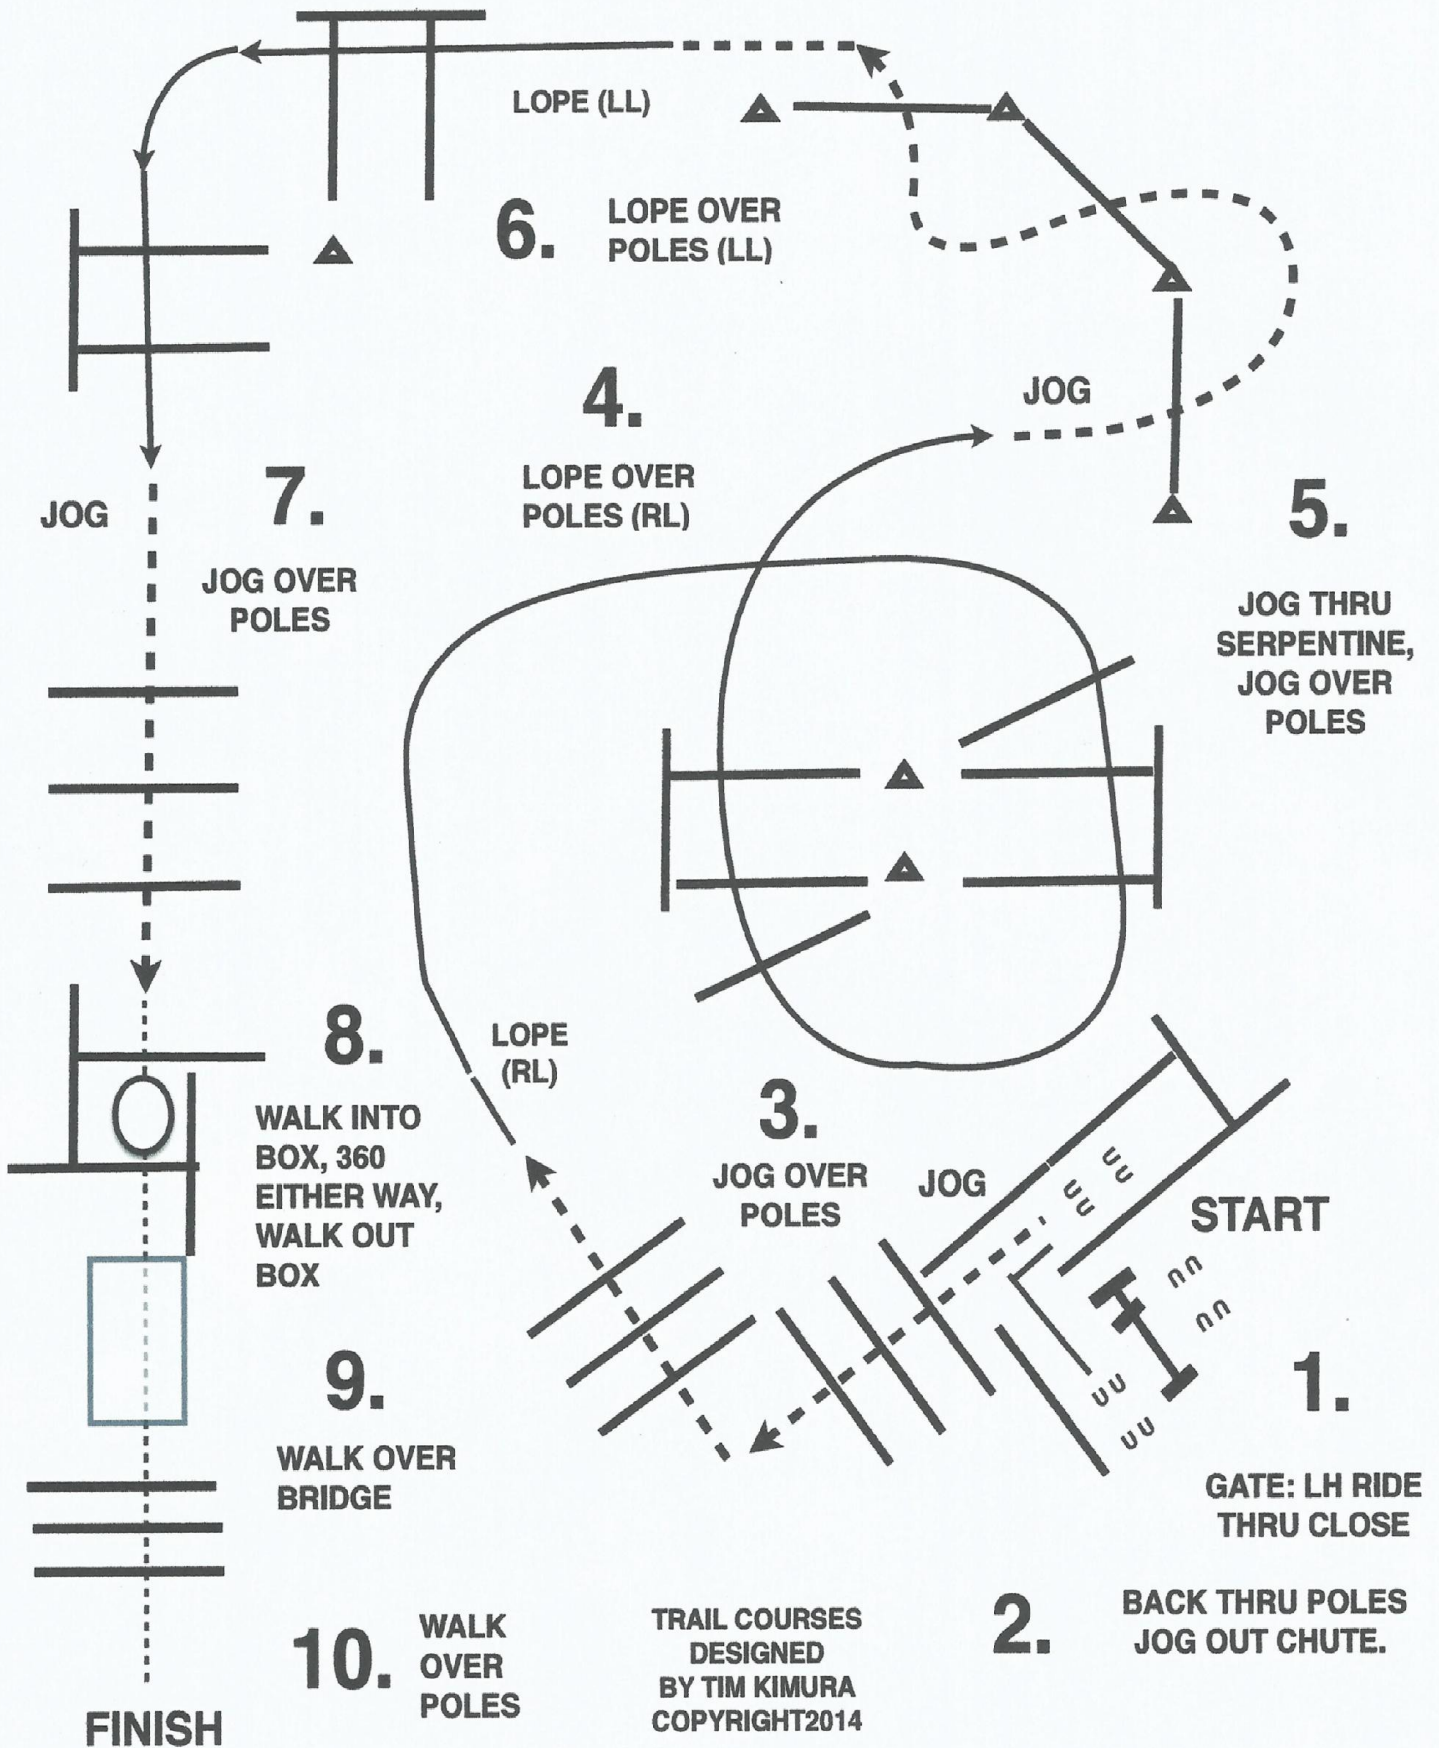 START
1.
GATE: LH RIDE
THRU CLOSE
2.
BACK THRU POLES
JOG OUT CHUTE.
JOG
3.
JOG OVER
POLES
LOPE
(RL)
4.
LOPE OVER
POLES (RL)
JOG
5.
JOG THRU
SERPENTINE,
JOG OVER
POLES
LOPE (LL)
6.
LOPE OVER
POLES (LL)
JOG
7.
JOG OVER
POLES
8.
WALK INTO
BOX, 360
EITHER WAY,
WALK OUT
BOX
9.
WALK OVER
BRIDGE
10.
WALK
OVER
POLES
FINISH
TRAIL COURSES
DESIGNED
BY TIM KIMURA
COPYRIGHT2014